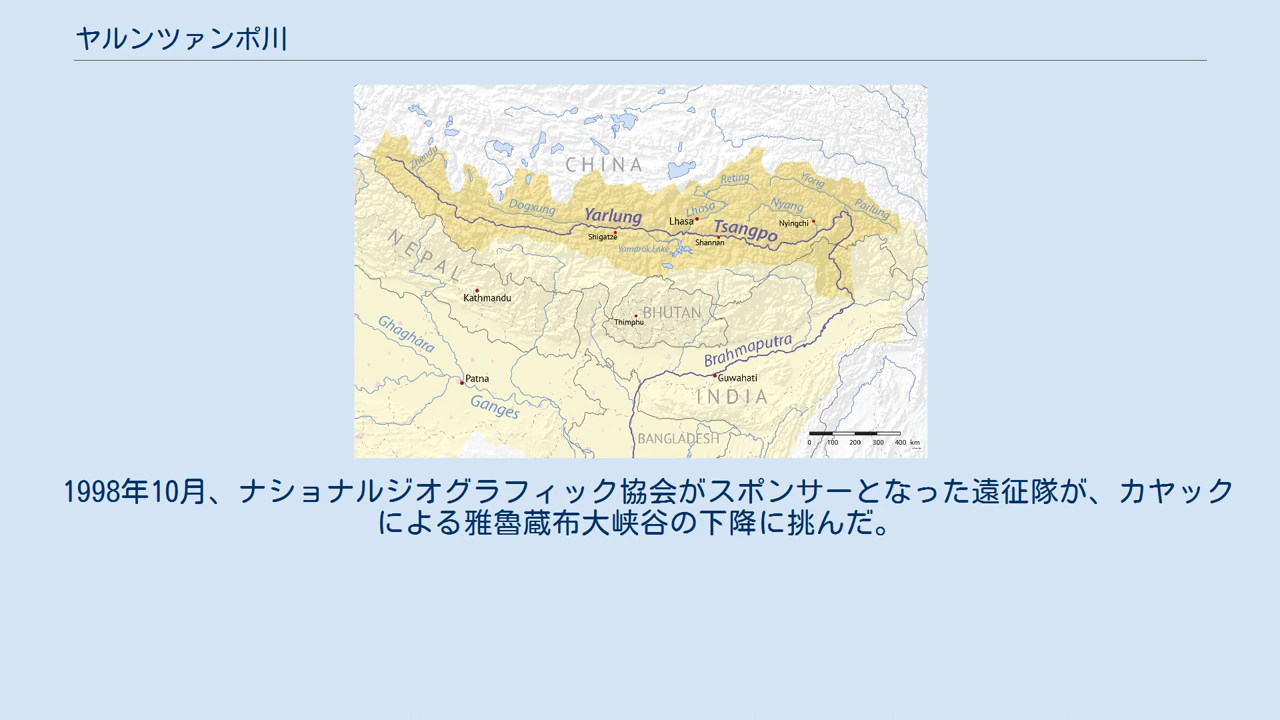 ヤルンツァンポ川
CHINA
Zhendu
Reting
Yiong
Dogxung
Yarlung
Lhasa
Lhasa
Nyang
Parlung
Tsangpo
Nyingchi
Shigatze
Shannan
Yamdrok Lake
NEPAL
Kathmandu
BHUTAN
Thimphu
Ghaghara
Brahmaputra
Patna
Guwahati
Ganges
INDIA
BANGLADESH
0 100 200 300 400 km
1998年10月、ナショナルジオグラフィック協会がスポンサーとなった遠征隊が、カヤック
による雅魯蔵布大峡谷の下降に挑んだ。